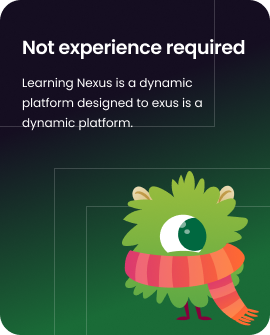 Not experience required
Learning Nexus is a dynamic
platform designed to exus is a
dynamic platform.